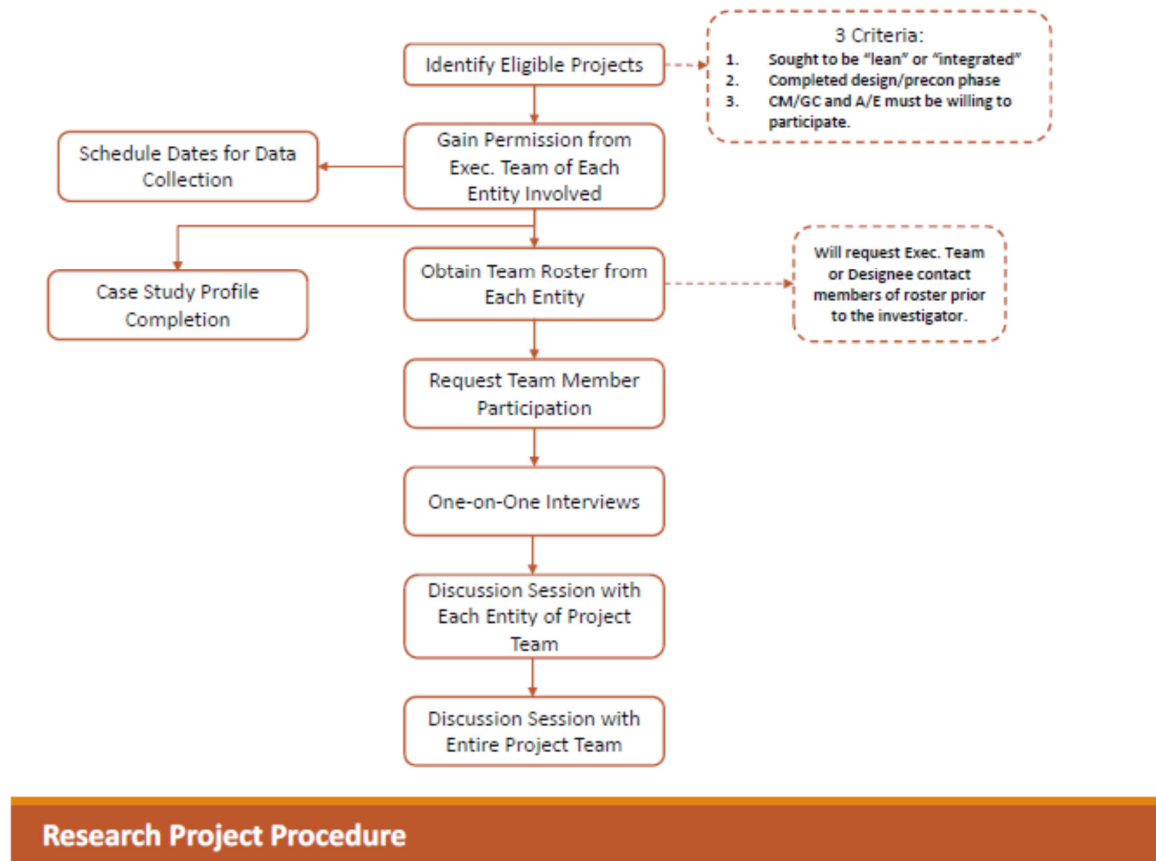 Identify Eligible Projects
3 Criteria:
1. Sought to be “lean” or “integrated”
2. Completed design/precon phase
3. CM/GC and A/E must be willing to
participate.
Gain Permission from
Exec. Team of Each
Entity Involved
Schedule Dates for Data
Collection
Case Study Profile
Completion
Obtain Team Roster from
Each Entity
Will request Exec. Team
or Designee contact
members of roster prior
to the investigator.
Request Team Member
Participation
One-on-One Interviews
Discussion Session with
Each Entity of Project
Team
Discussion Session with
Entire Project Team
Research Project Procedure